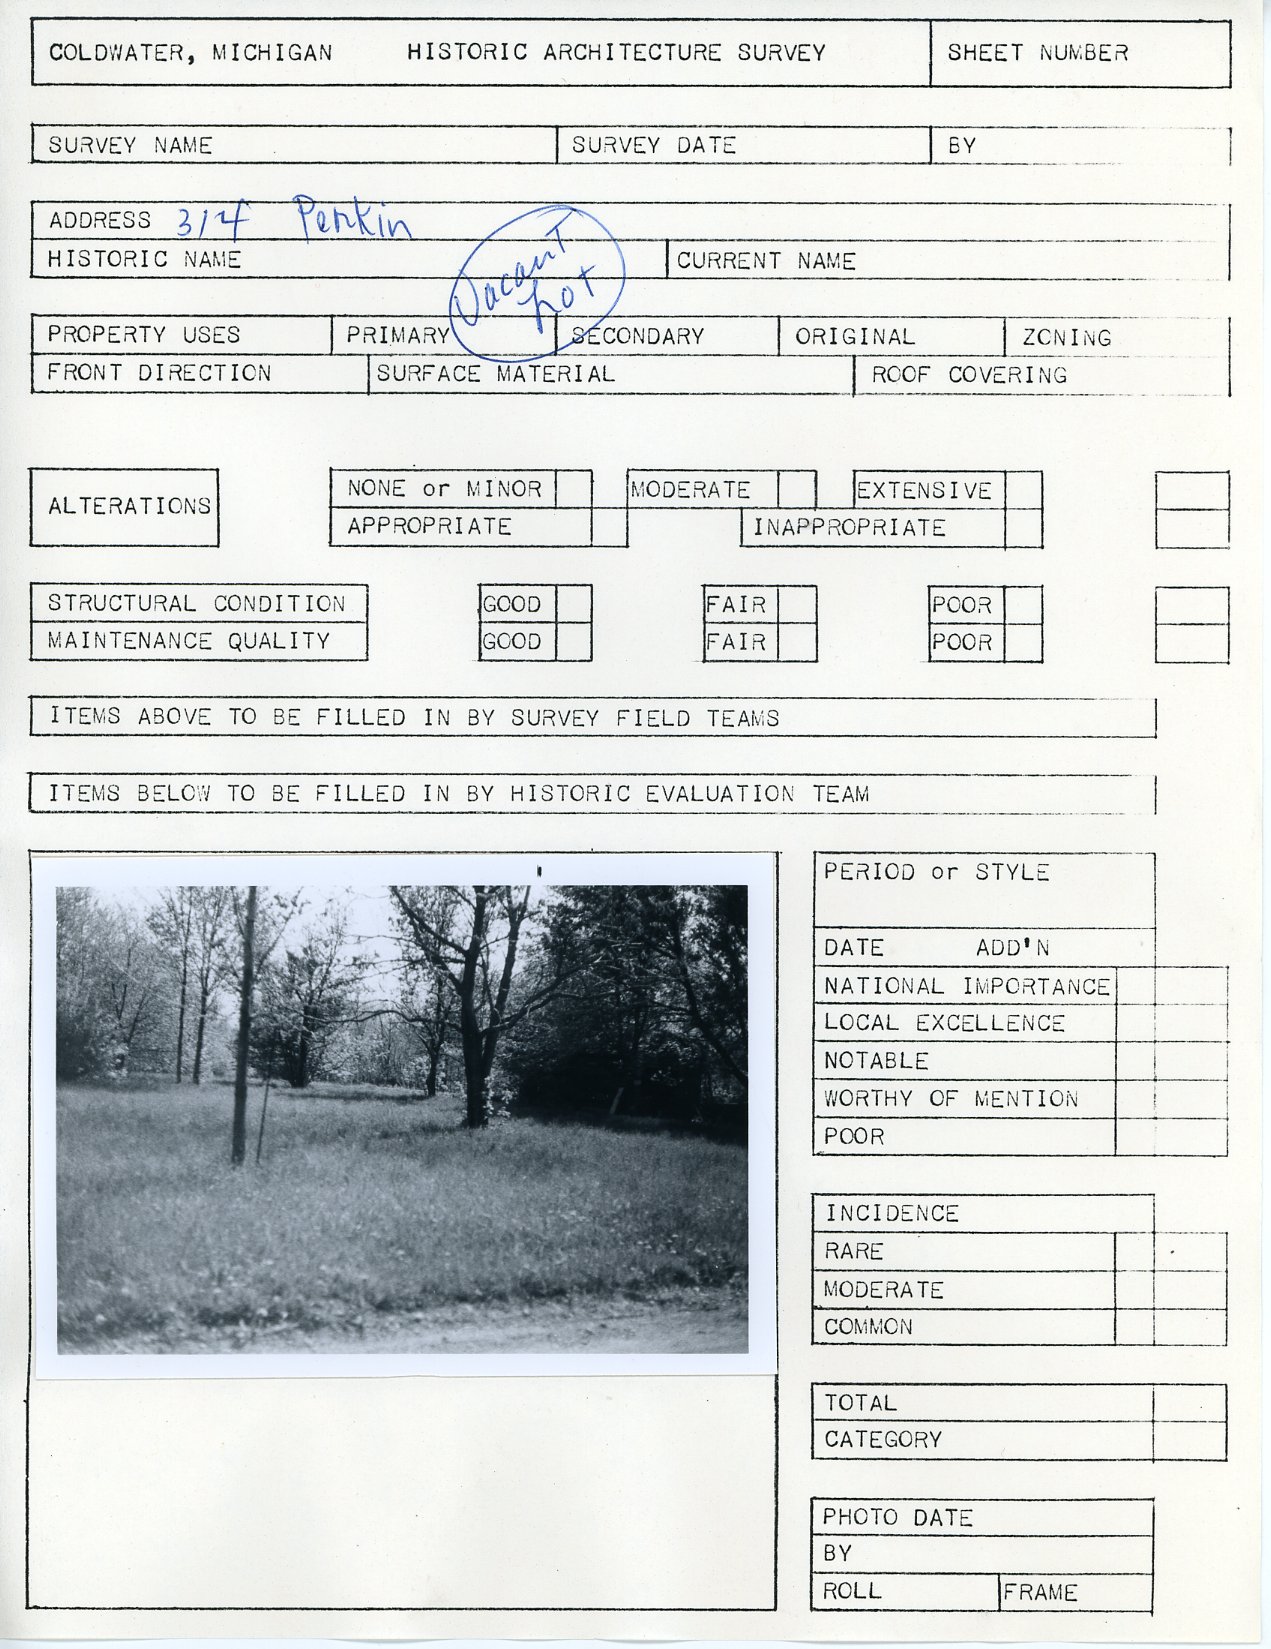 COLDWATER, MICHIGAN HISTORIC ARCHITECTURE SURVEY SHEET NUMBER
SURVEY NAME SURVEY DATE BY
ADDRESS 314 Perkin
HISTORIC NAME CURRENT NAME
Vacant
Lot
PROPERTY USES PRIMARY SECONDARY ORIGINAL ZONING
FRONT DIRECTION SURFACE MATERIAL ROOF COVERING
ALTERATIONS
NONE or MINOR MODERATE EXTENSIVE
APPROPRIATE INAPPROPRIATE
STRUCTURAL CONDITION GOOD FAIR POOR
MAINTENANCE QUALITY GOOD FAIR POOR
ITEMS ABOVE TO BE FILLED IN BY SURVEY FIELD TEAMS
ITEMS BELOW TO BE FILLED IN BY HISTORIC EVALUATION TEAM
PERIOD or STYLE
DATE ADD'N
NATIONAL IMPORTANCE
LOCAL EXCELLENCE
NOTABLE
WORTHY OF MENTION
POOR
INCIDENCE
RARE
MODERATE
COMMON
TOTAL
CATEGORY
PHOTO DATE
BY
ROLL FRAME